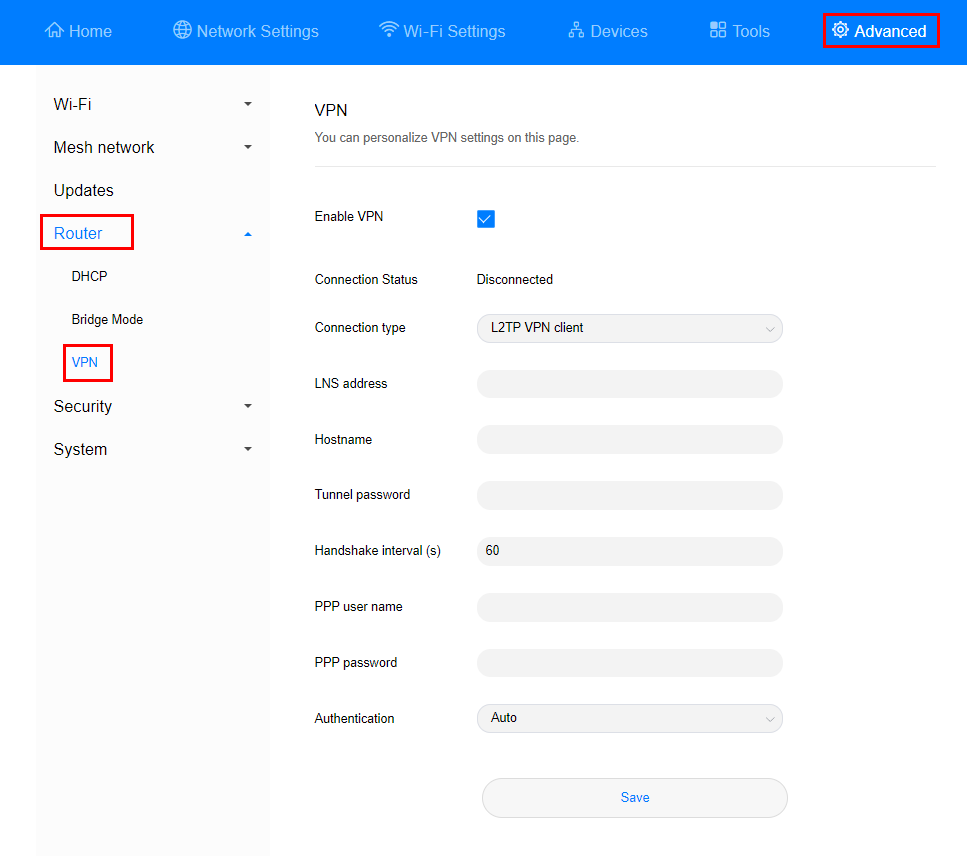 Home Network Settings Wi-Fi Settings Devices Tools Advanced
Wi-Fi
Mesh network
Updates
Router
DHCP
Bridge Mode
VPN
Security
System
VPN
You can personalize VPN settings on this page.
Enable VPN
Connection Status Disconnected
Connection type L2TP VPN client
LNS address
Hostname
Tunnel password
Handshake interval (s) 60
PPP user name
PPP password
Authentication Auto
Save